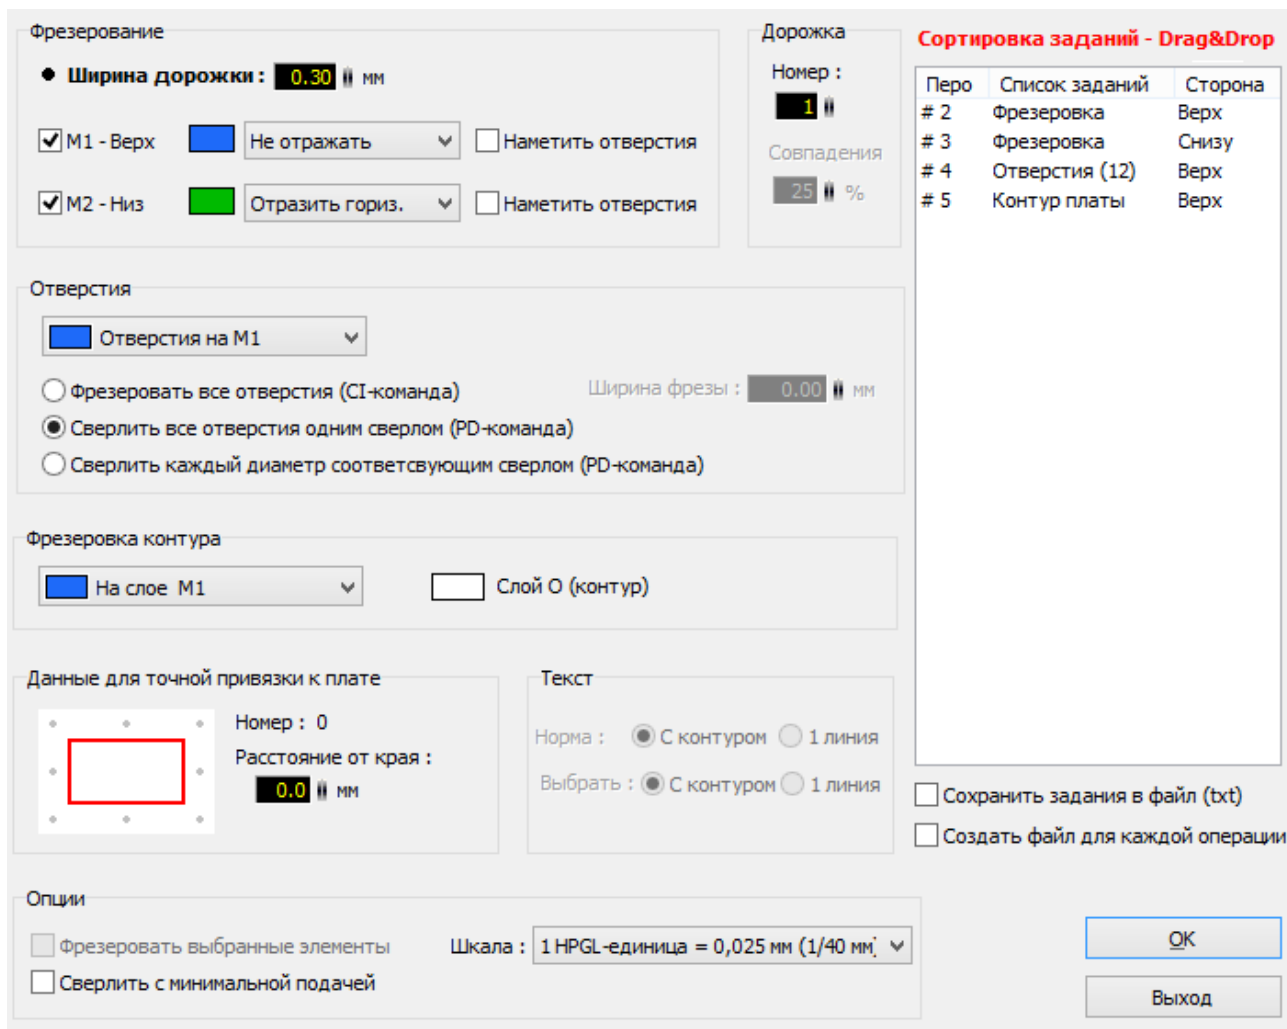 Фрезерование
Ширина дорожки : 0.30 мм
М1 - Верх Не отражать Наметить отверстия
М2 - Низ Отразить гориз. Наметить отверстия
Дорожка
Номер :
1
Совпадения
25 %
Сортировка заданий - Drag&Drop
Перо Список заданий Сторона
# 2 Фрезеровка Верх
# 3 Фрезеровка Снизу
# 4 Отверстия (12) Верх
# 5 Контур платы Верх
Отверстия
Отверстия на М1
Фрезеровать все отверстия (CI-команда) Ширина фрезы : 0.00 мм
Сверлить все отверстия одним сверлом (PD-команда)
Сверлить каждый диаметр соответсвующим сверлом (PD-команда)
Фрезеровка контура
На слое М1 Слой О (контур)
Данные для точной привязки к плате
Номер : 0
Расстояние от края :
0.0 мм
Текст
Норма : С контуром 1 линия
Выбрать : С контуром 1 линия
Сохранить задания в файл (txt)
Создать файл для каждой операции
Опции
Фрезеровать выбранные элементы Шкала : 1 HPGL-единица = 0,025 мм (1/40 мм)
Сверлить с минимальной подачей
OK
Выход